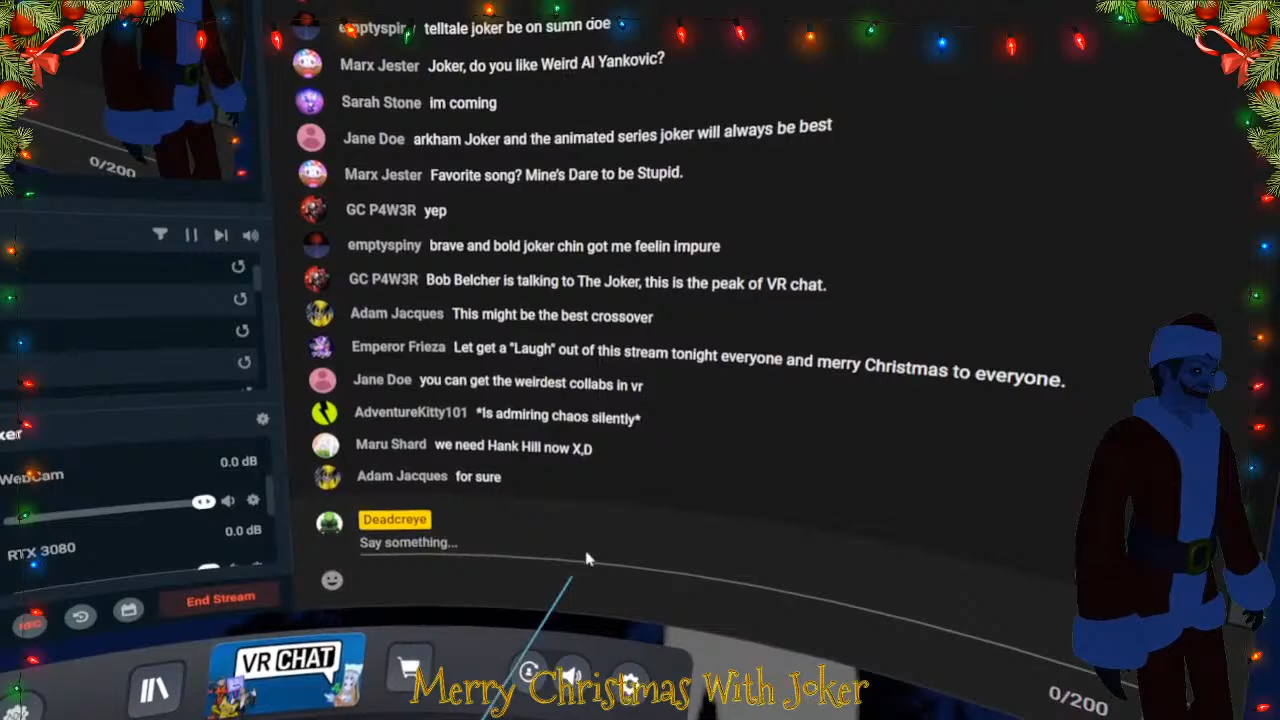 emptyspiny telltale joker be on sumn doe
Marx Jester Joker, do you like Weird Al Yankovic?
Sarah Stone im coming
Jane Doe arkham Joker and the animated series joker will always be best
0/200
Marx Jester Favorite song? Mine's Dare to be Stupid.
GC P4W3R yep
emptyspiny brave and bold joker chin got me feelin impure
GC P4W3R Bob Belcher is talking to The Joker, this is the peak of VR chat.
Adam Jacques This might be the best crossover
Emperor Frieza Let get a "Laugh" out of this stream tonight everyone and merry Christmas to everyone.
Jane Doe you can get the weirdest collabs in vr
AdventureKitty101 *Is admiring chaos silently*
Maru Shard we need Hank Hill now X,D
0.0 dB
WebCam
Adam Jacques for sure
Deadcreye
Say something...
0.0 dB
RTX 3080
End Stream
REC
VRCHAT
Merry Christmas With Joker
0/200